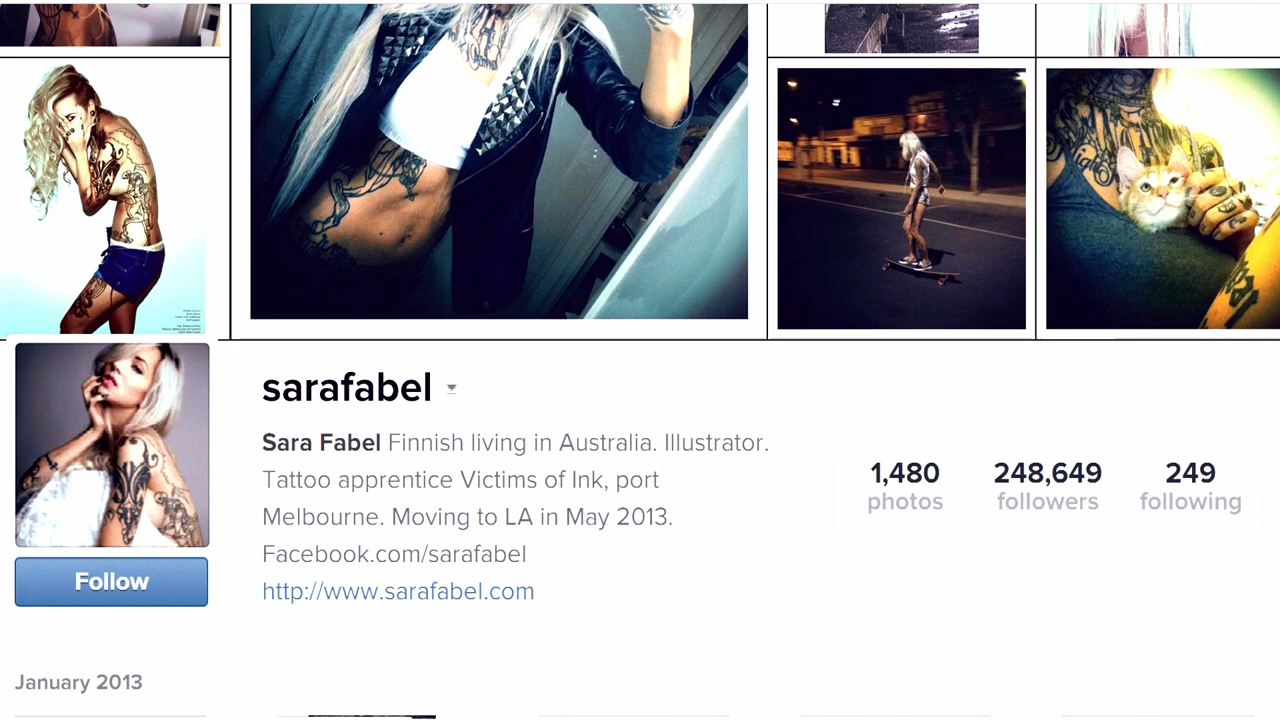 sarafabel
Sara Fabel Finnish living in Australia. Illustrator.
Tattoo apprentice Victims of Ink, port
Melbourne. Moving to LA in May 2013.
Facebook.com/sarafabel
http://www.sarafabel.com
1,480
photos
248,649
followers
249
following
Follow
January 2013